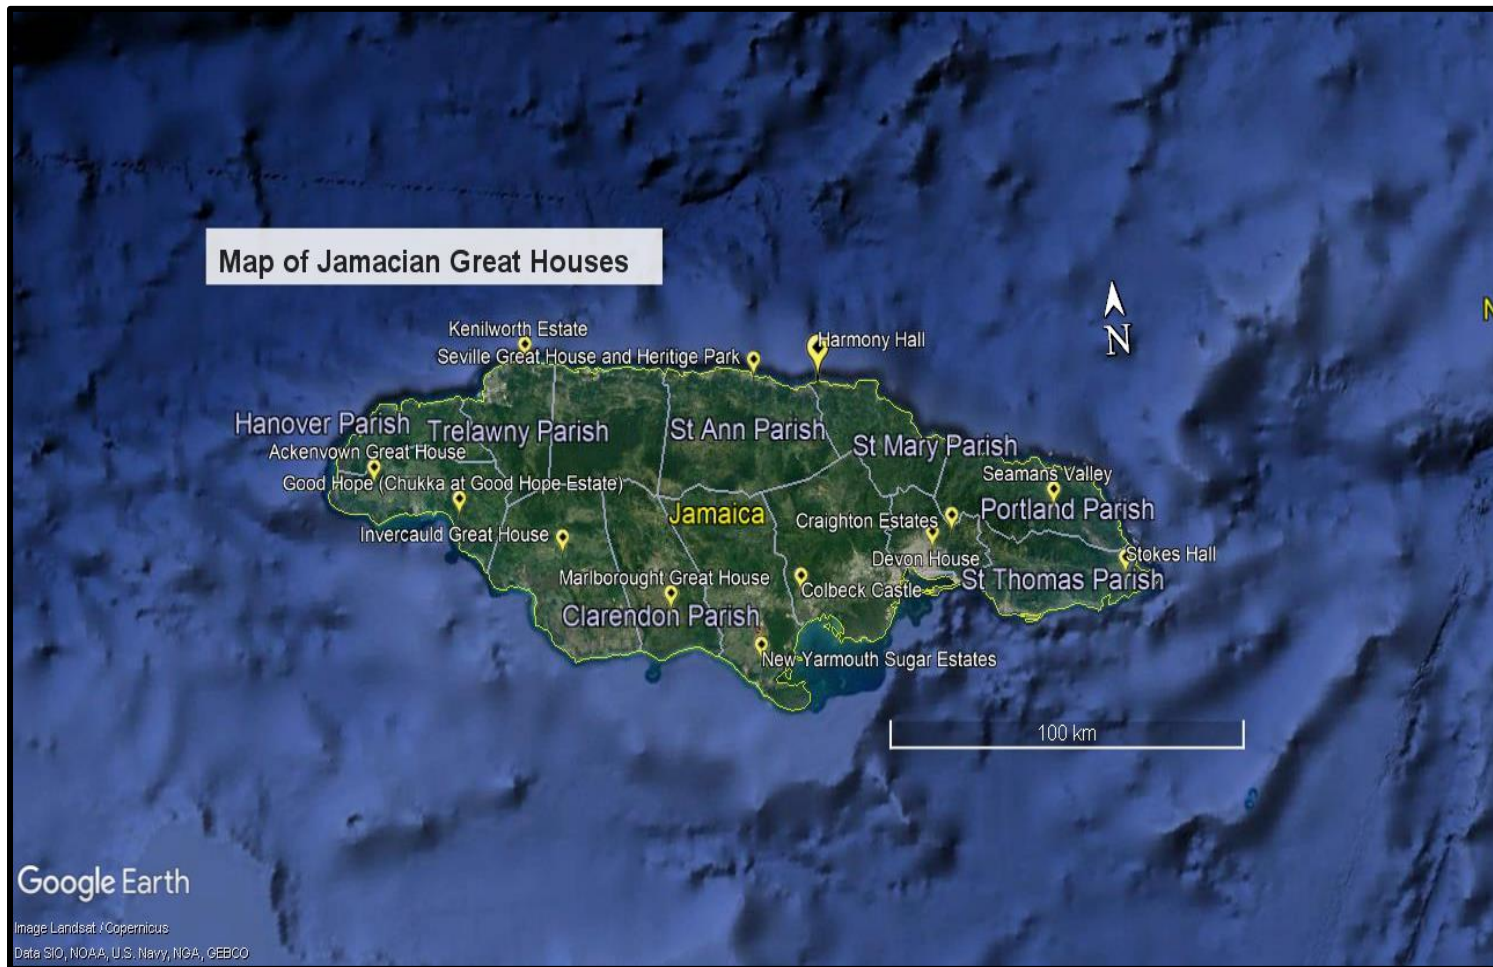 Map of Jamacian Great Houses
N
Kenilworth Estate
Harmony Hall
Seville Great House and Heritige Park
N
Hanover Parish
Trelawny Parish
St Ann Parish
St Mary Parish
Ackenvown Great House
Seamans Valley
Good Hope (Chukka at Good Hope Estate)
Portland Parish
Jamaica
Craighton Estates
Invercauld Great House
Devon House
Stokes Hall
Marlborought Great House
St Thomas Parish
Colbeck Castle
Clarendon Parish
New Yarmouth Sugar Estates
100 km
Google Earth
Image Landsat / Copernicus
Data SIO, NOAA, U.S. Navy, NGA, GEBCO